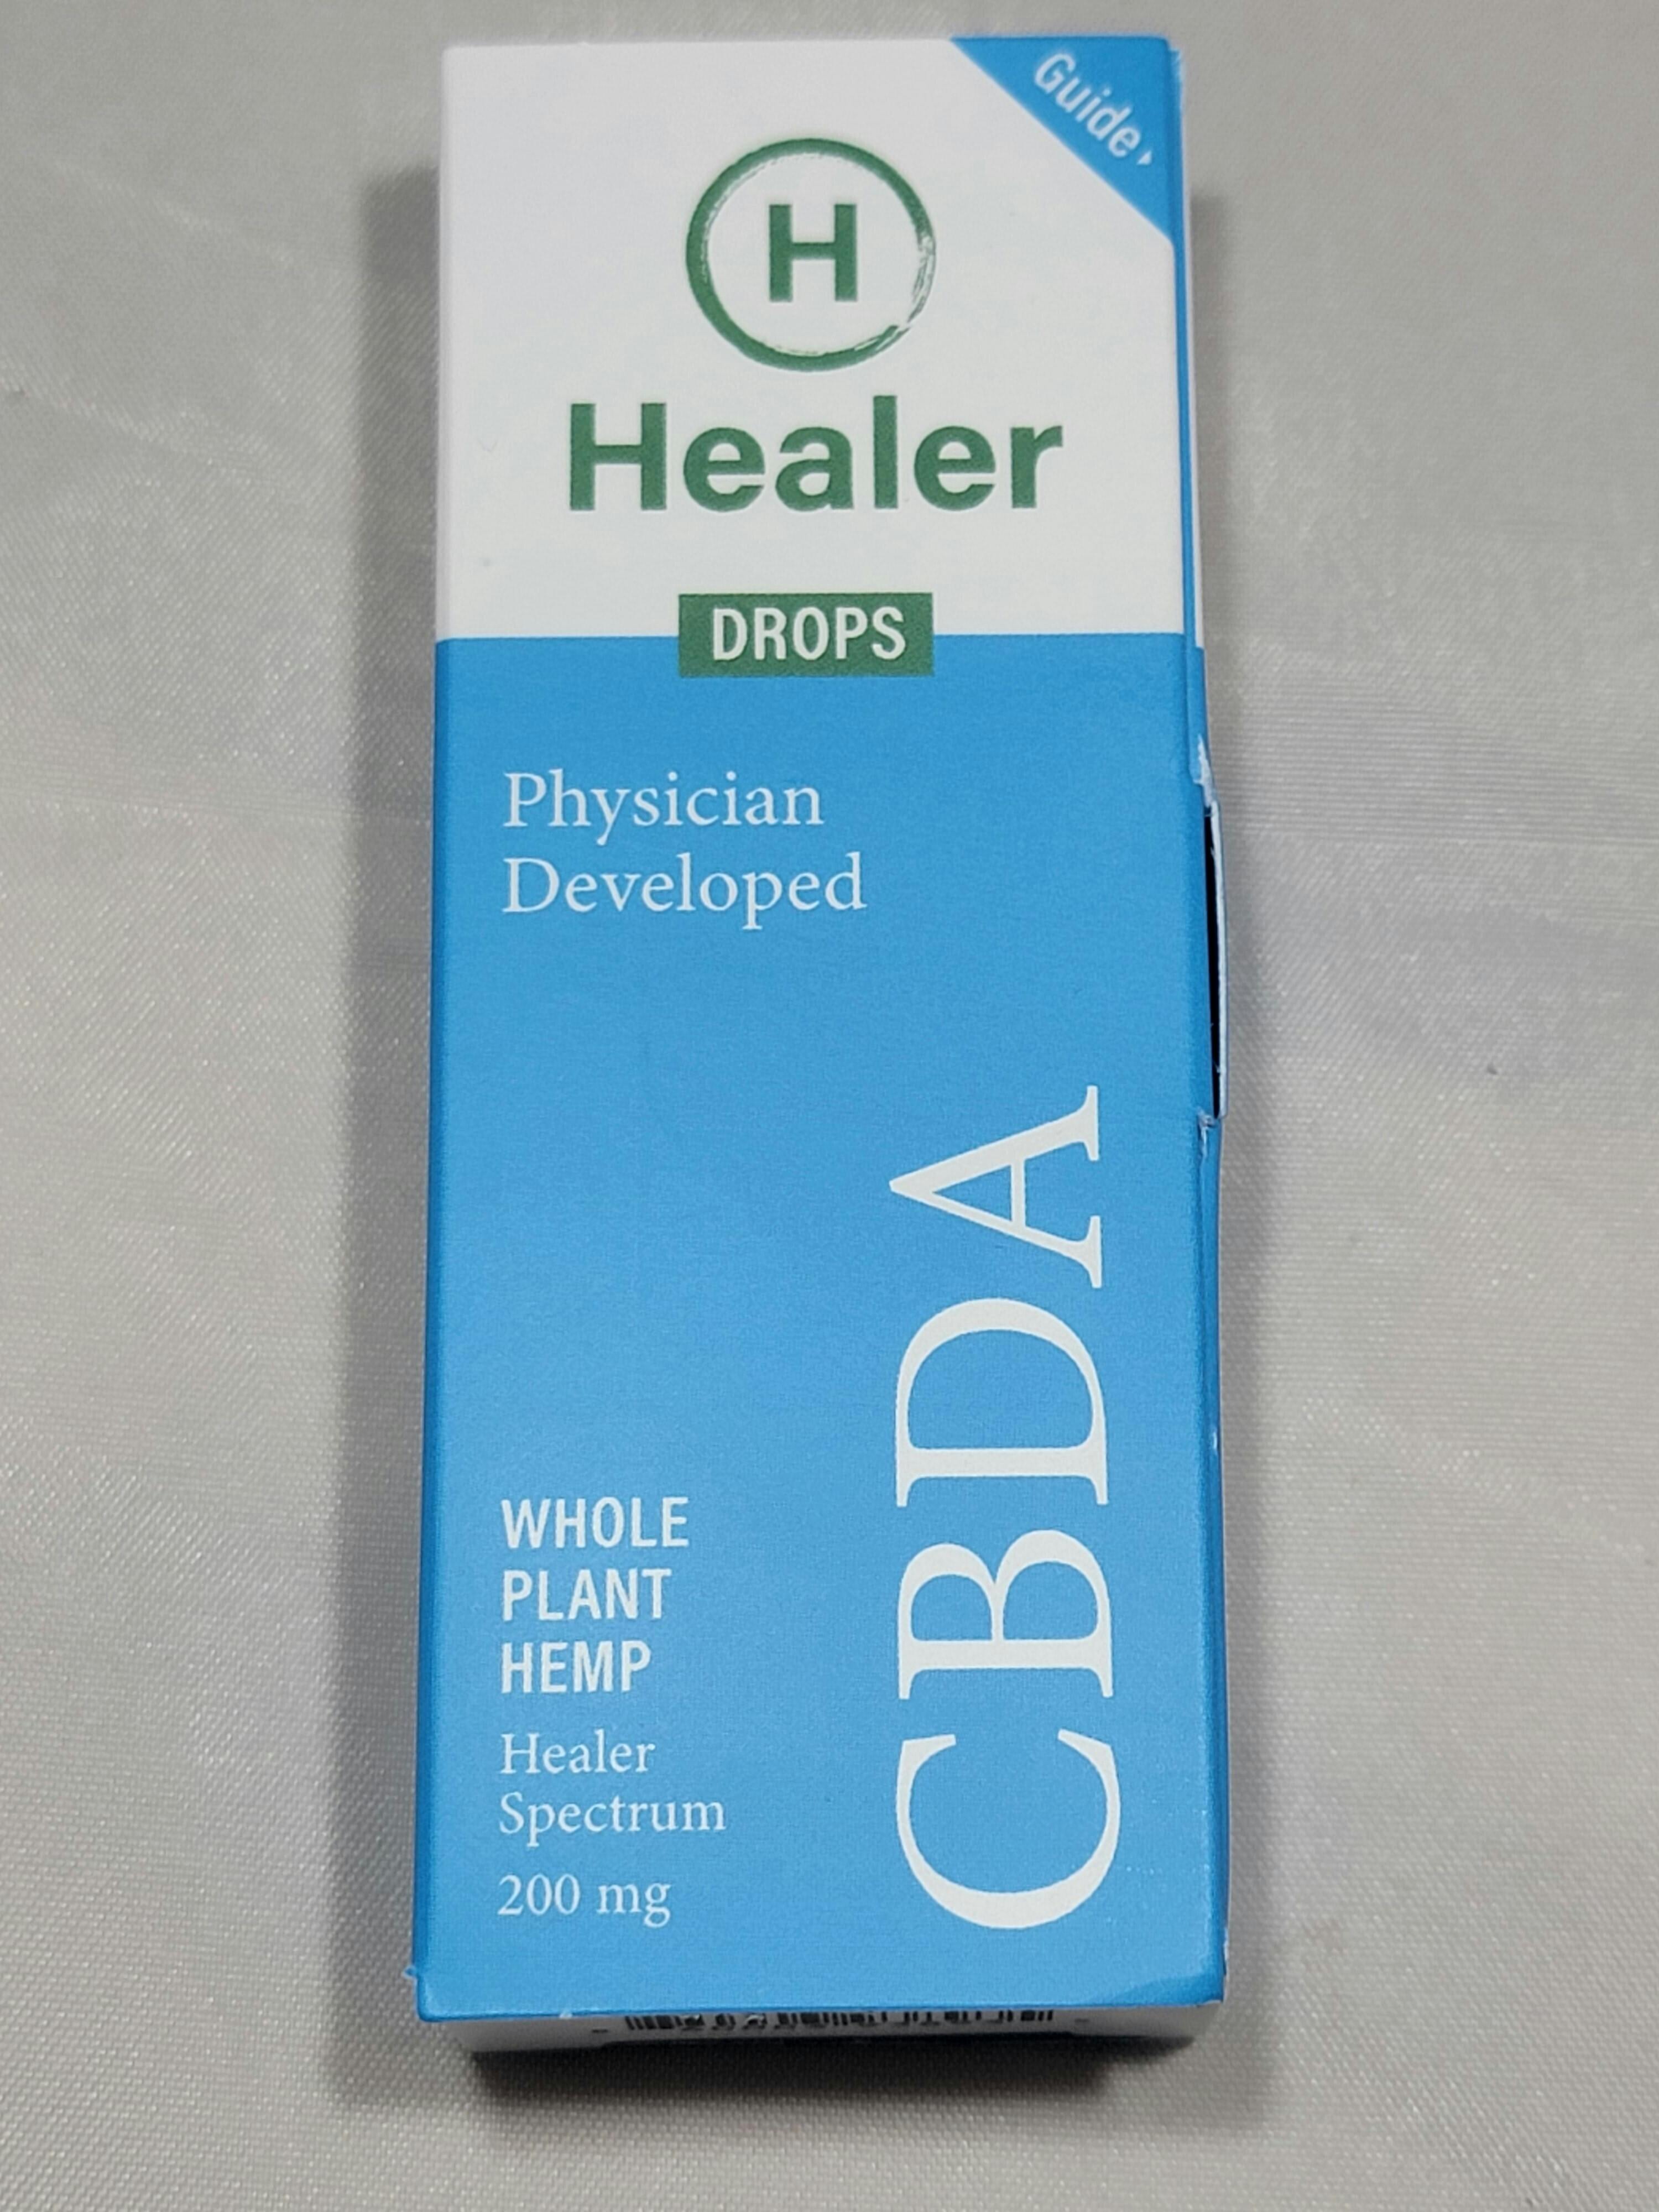 Guide
H
Healer
DROPS
Physician
Developed
CBDA
WHOLE
PLANT
HEMP
Healer
Spectrum
200 mg